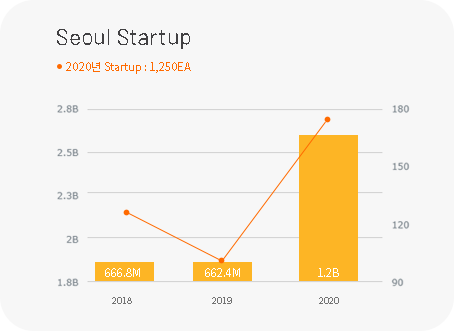 Seoul Startup
• 2020년 Startup : 1,250EA
2.8B
180
2.5B
150
2.3B
120
2B
1.8B
90
666.8M
662.4M
1.2B
2018
2019
2020